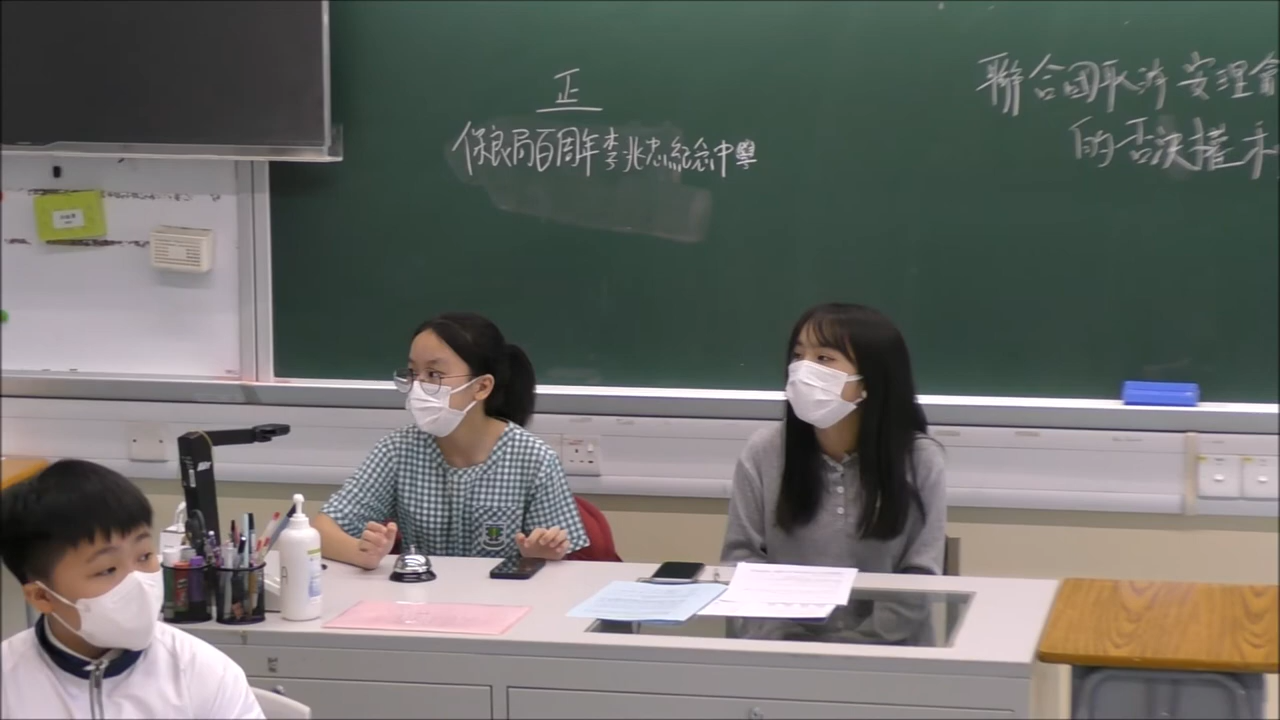 正
保良局百周年李兆忠紀念中學
聯合國取消安理會
的否決權利